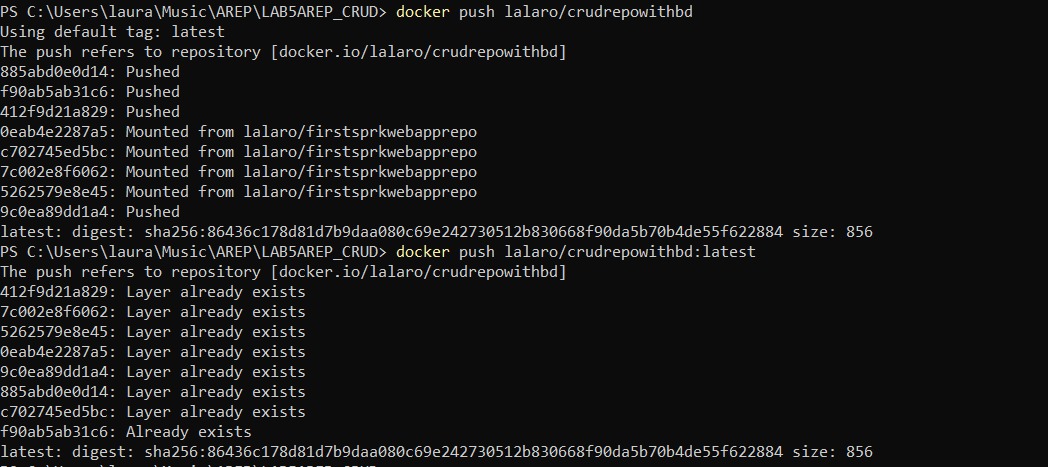 PS C:\Users\laura\Music\AREP\LAB5AREP_CRUD> docker push lalaro/crudrepowithbd
Using default tag: latest
The push refers to repository [docker.io/lalaro/crudrepowithbd]
885abd0e0d14: Pushed
f90ab5ab31c6: Pushed
412f9d21a829: Pushed
0eab4e2287a5: Mounted from lalaro/firstsprkwebapprepo
c702745ed5bc: Mounted from lalaro/firstsprkwebapprepo
7c002e8f6062: Mounted from lalaro/firstsprkwebapprepo
5262579e8e45: Mounted from lalaro/firstsprkwebapprepo
9c0ea89dd1a4: Pushed
latest: digest: sha256:86436c178d81d7b9daa080c69e242730512b830668f90da5b70b4de55f622884 size: 856
PS C:\Users\laura\Music\AREP\LAB5AREP_CRUD> docker push lalaro/crudrepowithbd:latest
The push refers to repository [docker.io/lalaro/crudrepowithbd]
412f9d21a829: Layer already exists
7c002e8f6062: Layer already exists
5262579e8e45: Layer already exists
0eab4e2287a5: Layer already exists
9c0ea89dd1a4: Layer already exists
885abd0e0d14: Layer already exists
c702745ed5bc: Layer already exists
f90ab5ab31c6: Already exists
latest: digest: sha256:86436c178d81d7b9daa080c69e242730512b830668f90da5b70b4de55f622884 size: 856